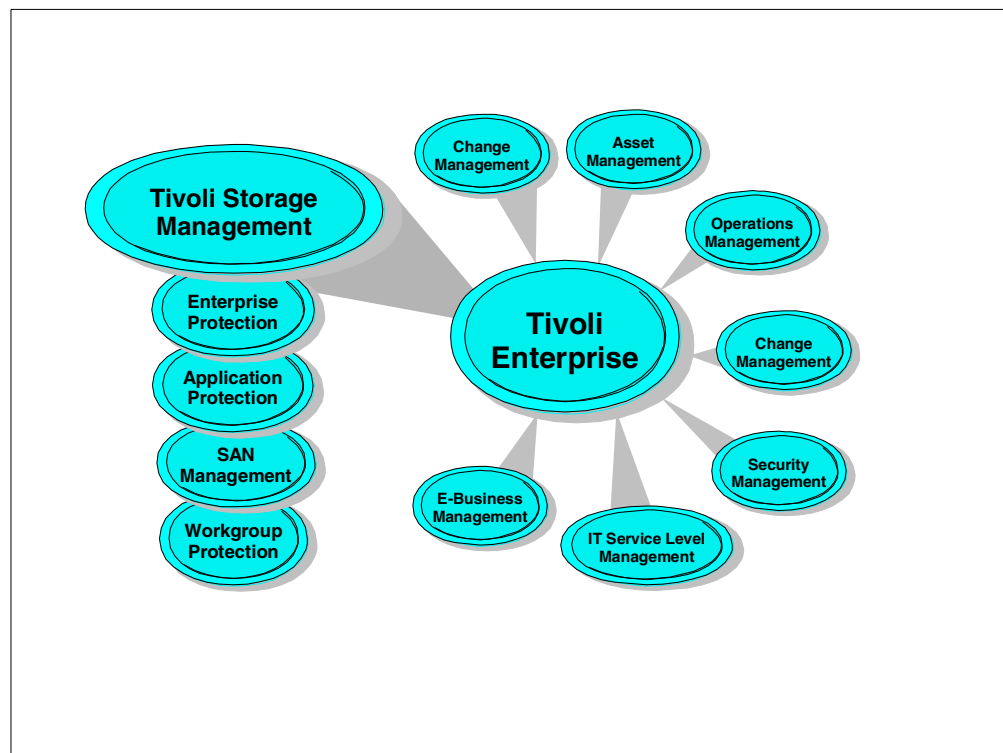 Tivoli Storage
Management
Enterprise
Protection
Application
Protection
SAN
Management
Workgroup
Protection
Tivoli
Enterprise
Change
Management
Asset
Management
Operations
Management
Change
Management
Security
Management
IT Service Level
Management
E-Business
Management